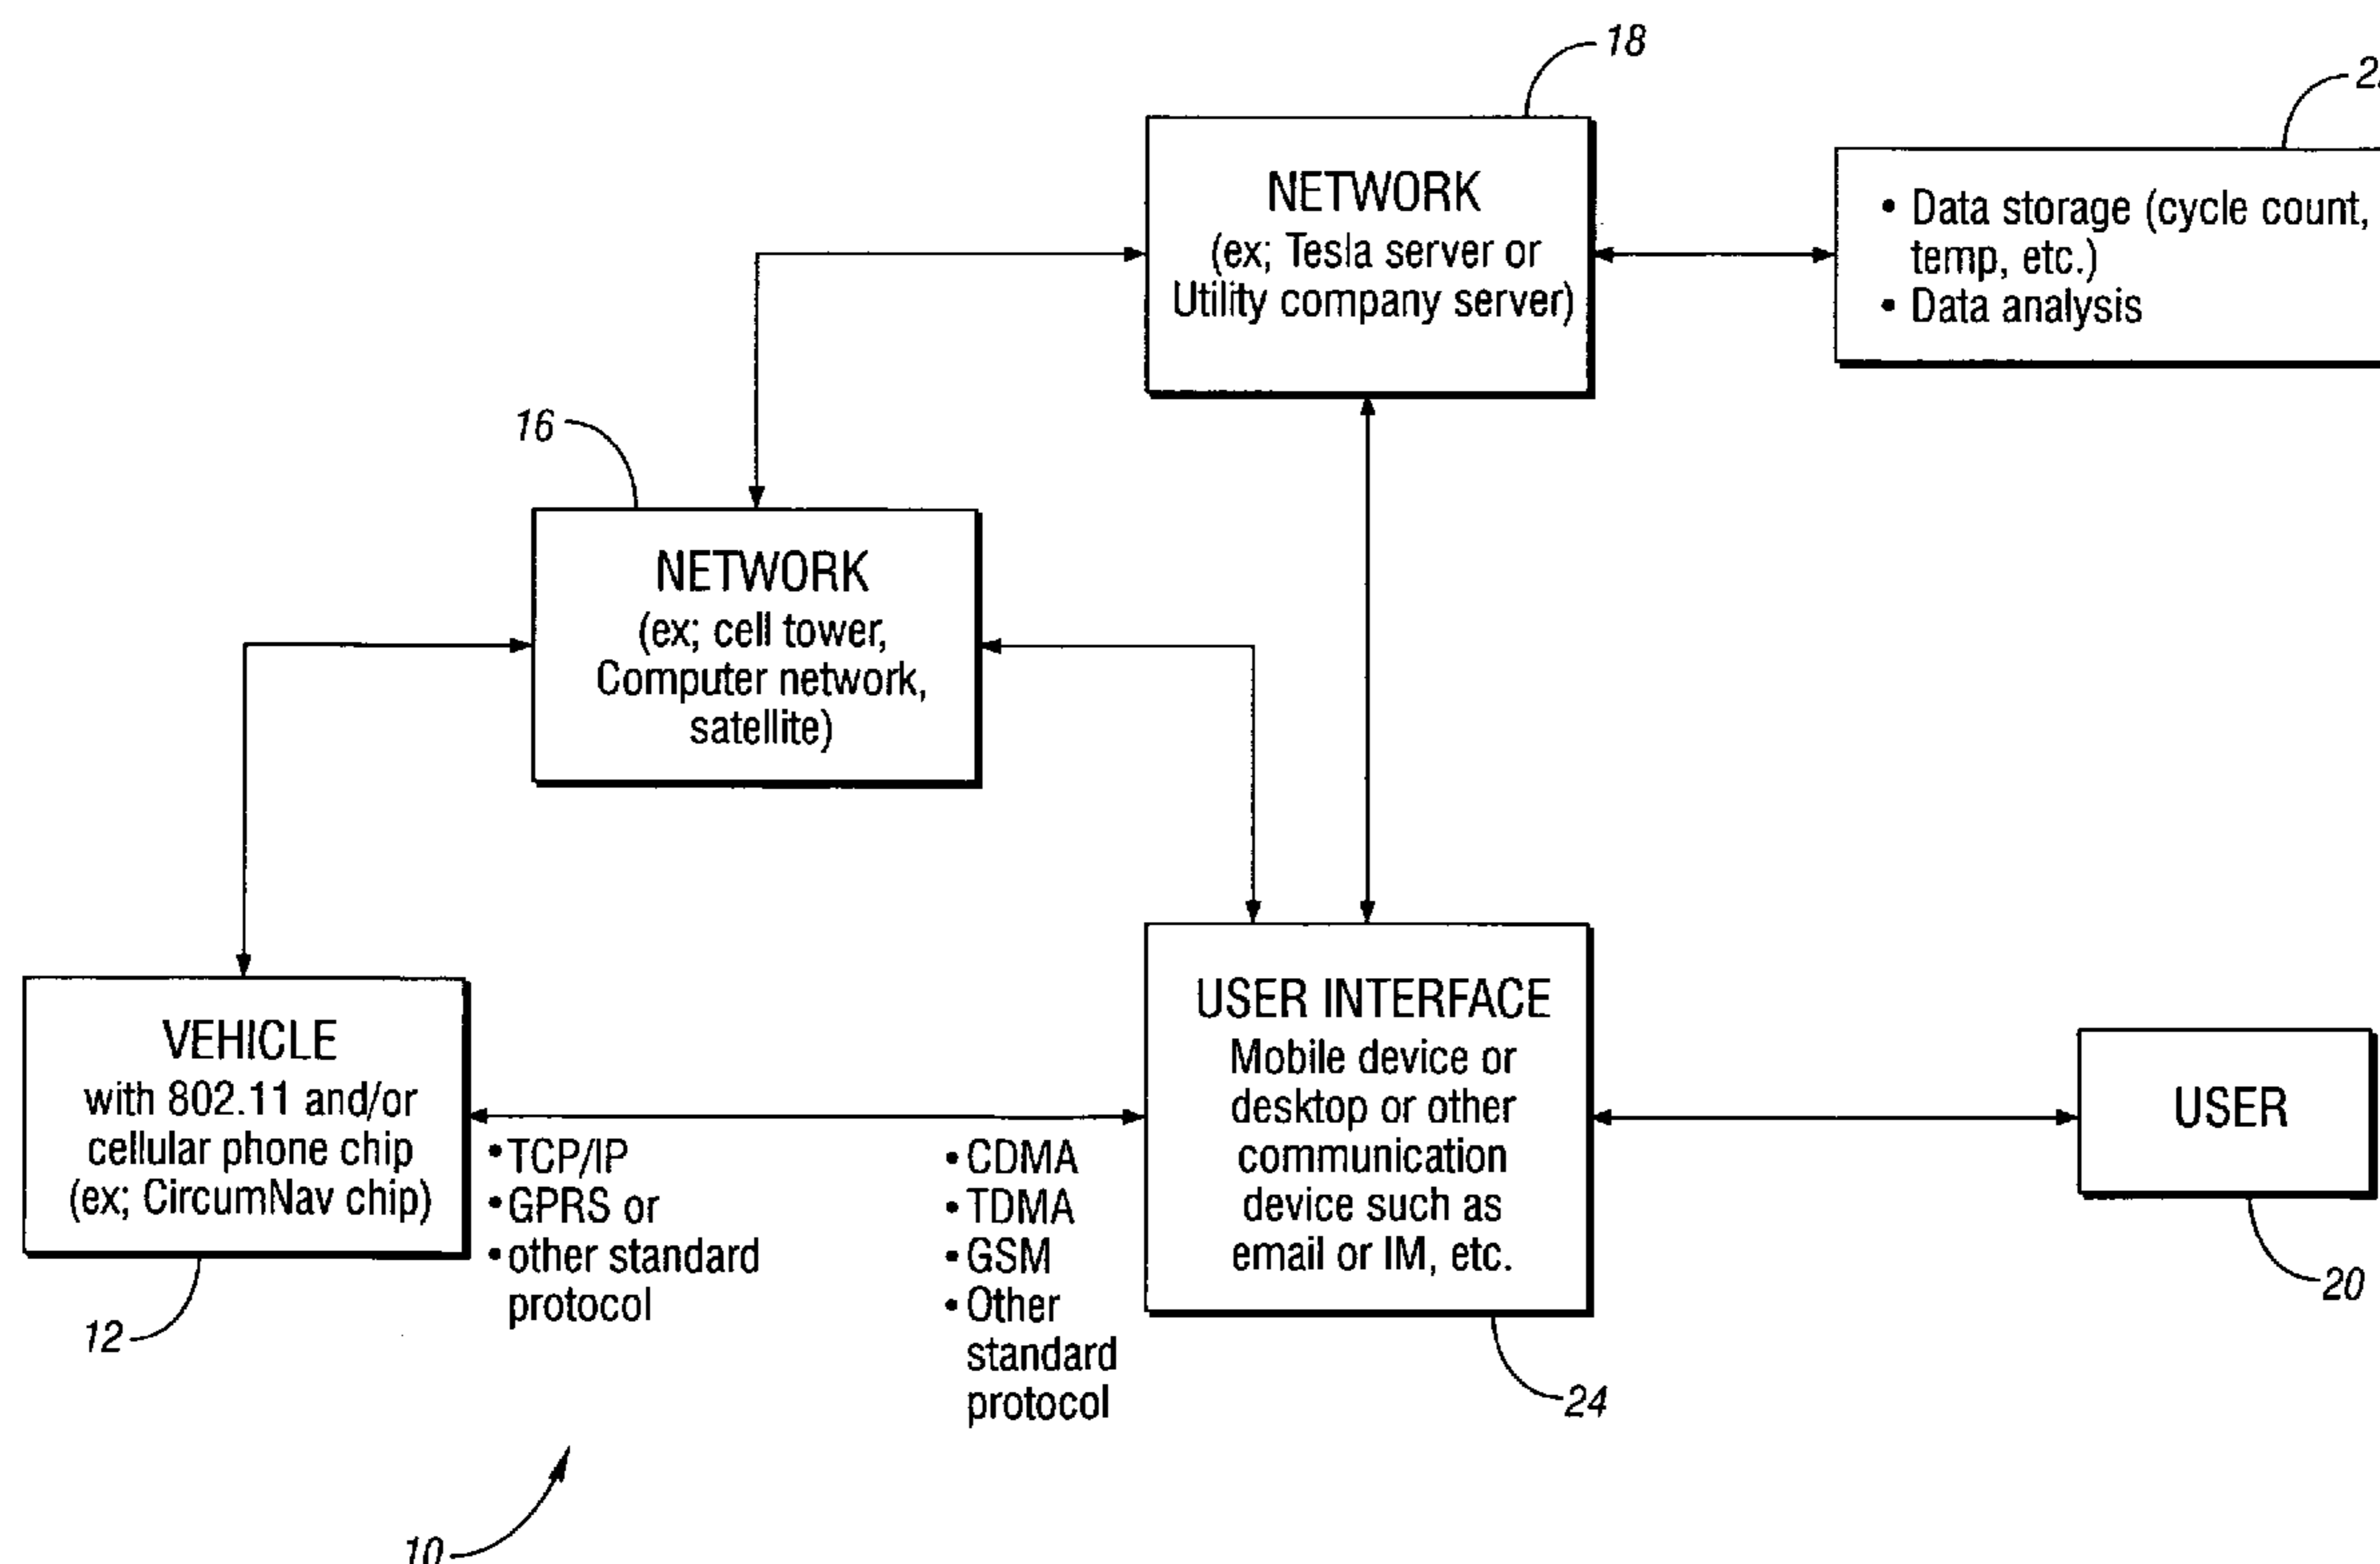 18
NETWORK
(ex; Tesla server or
Utility company server)
• Data storage (cycle count,
temp, etc.)
• Data analysis
16
NETWORK
(ex; cell tower,
Computer network,
satellite)
VEHICLE
with 802.11 and/or
cellular phone chip
(ex; CircumNav chip)
12
• TCP/IP
• GPRS or
• other standard
protocol
• CDMA
• TDMA
• GSM
• Other
standard
protocol
USER INTERFACE
Mobile device or
desktop or other
communication
device such as
email or IM, etc.
24
USER
20
10